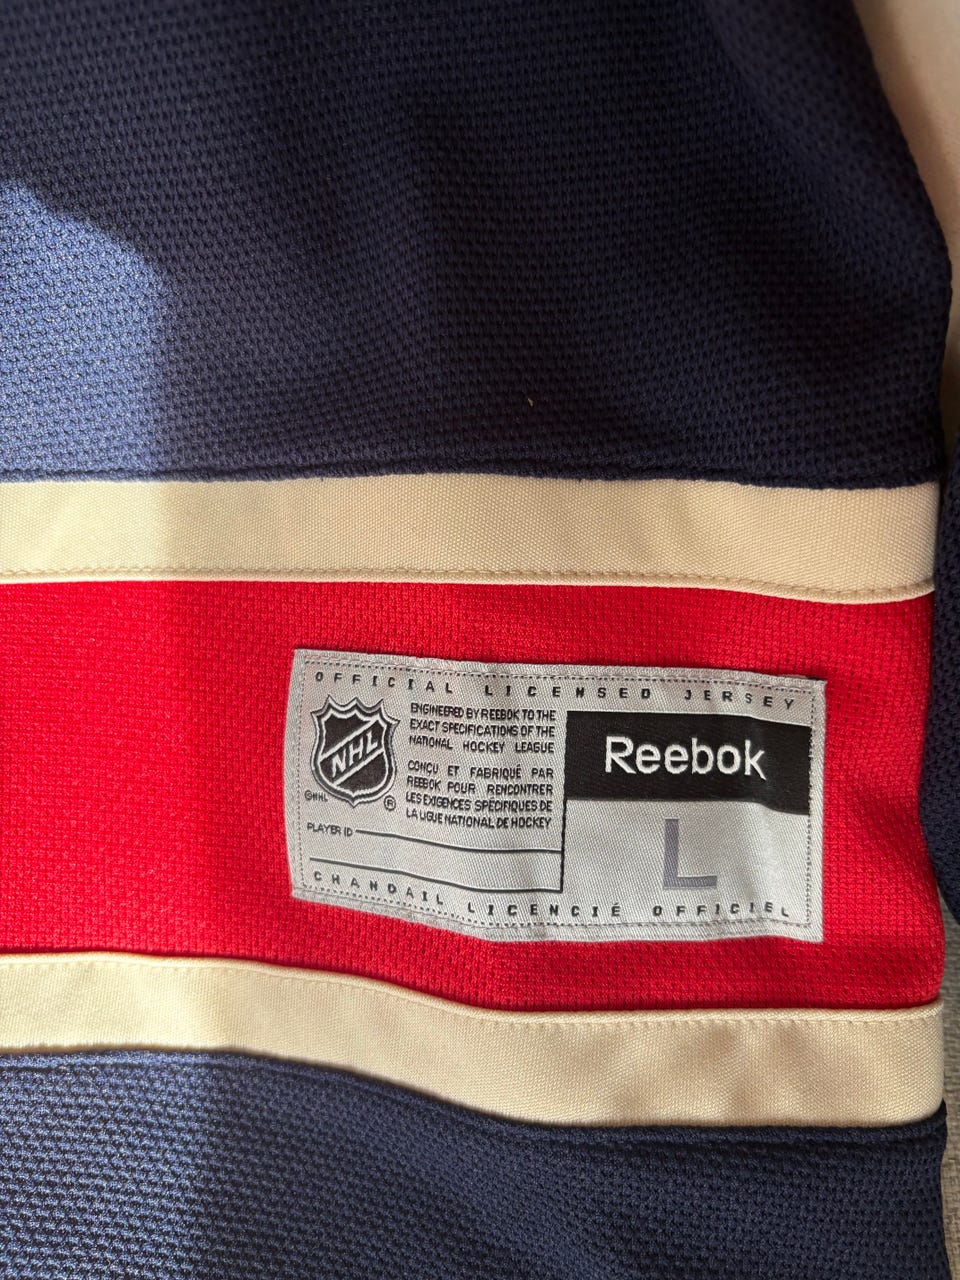 OFFICIAL LICENSED JERSEY
NHL
©NHL
®
ENGINEERED BY REEBOK TO THE
EXACT SPECIFICATIONS OF THE
NATIONAL HOCKEY LEAGUE
CONÇU ET FABRIQUÉ PAR
REEBOK POUR RENCONTRER
LES EXIGENCES SPÉCIFIQUES DE
LA LIGUE NATIONAL DE HOCKEY
PLAYER ID
Reebok
L
CHANDAIL LICENCIÉ OFFICIEL